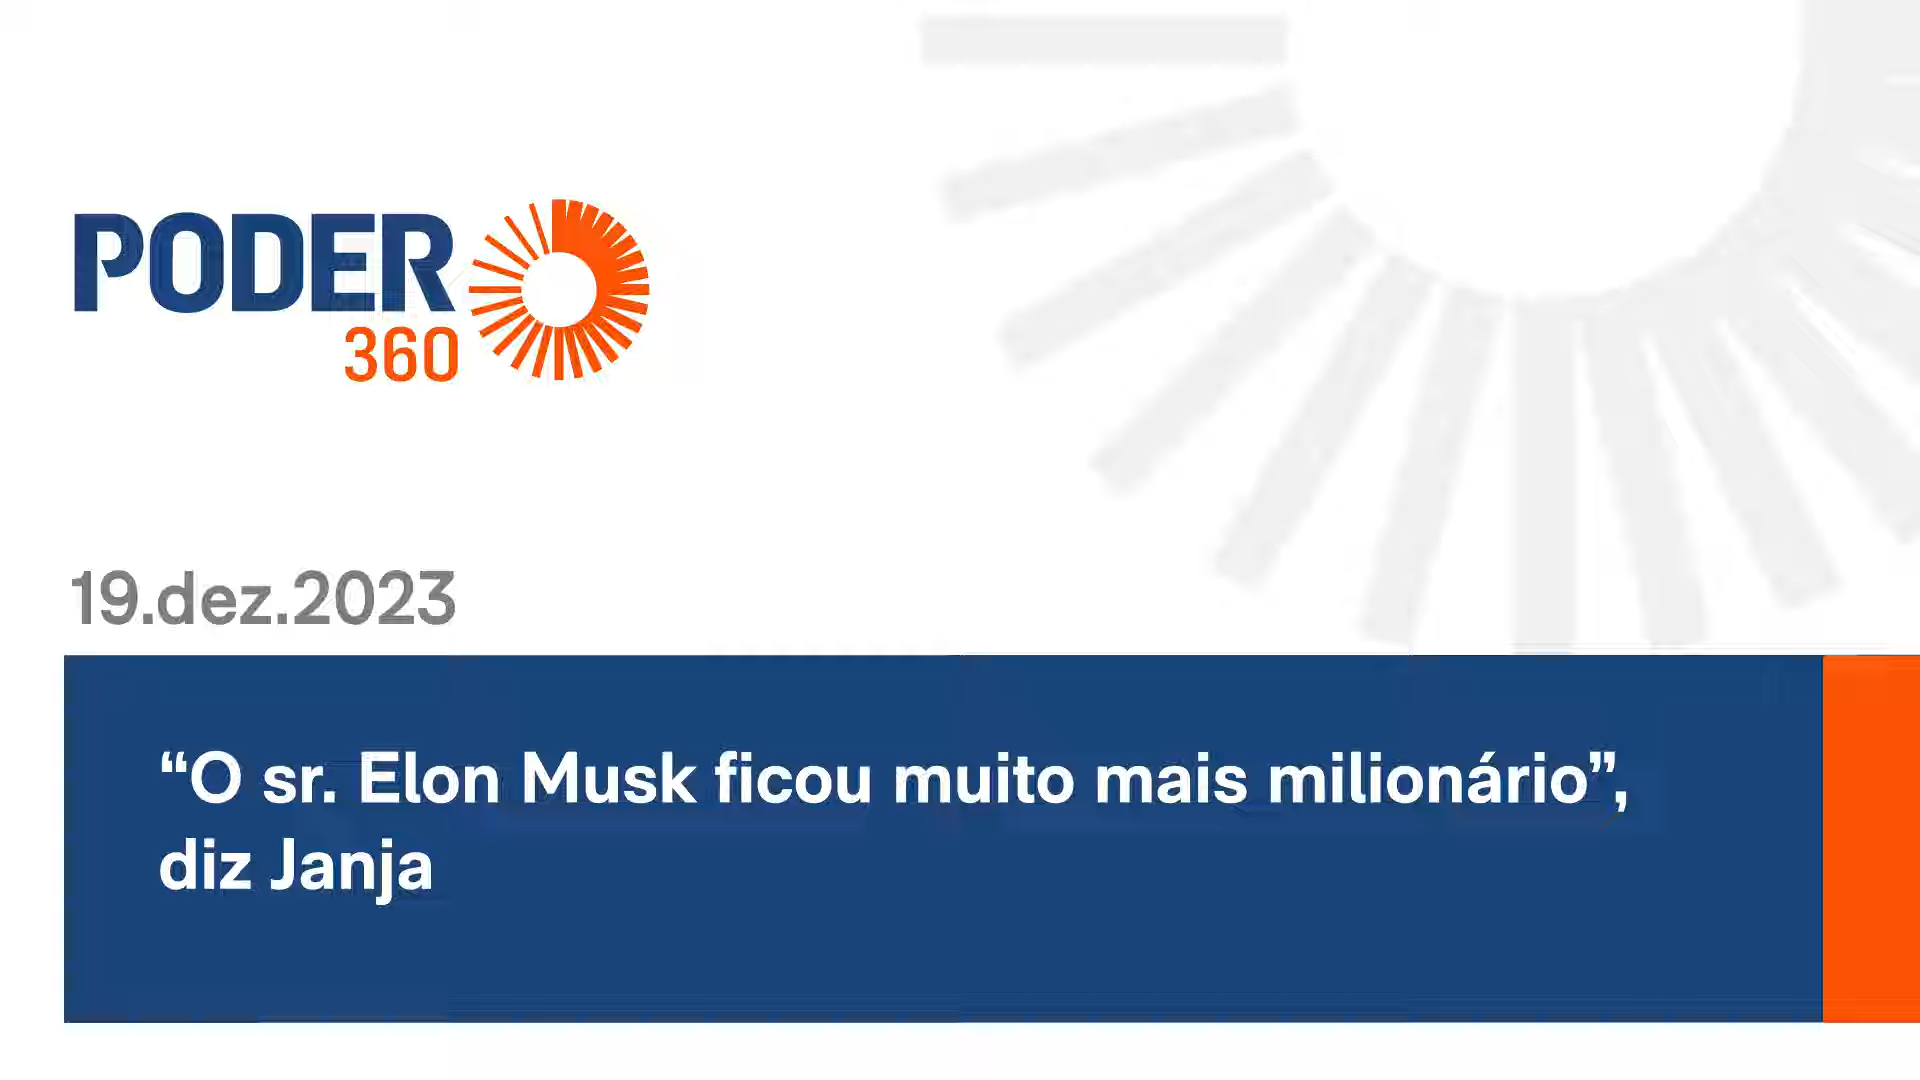 PODER
360
19.dez.2023
“O sr. Elon Musk ficou muito mais milionário”,
diz Janja